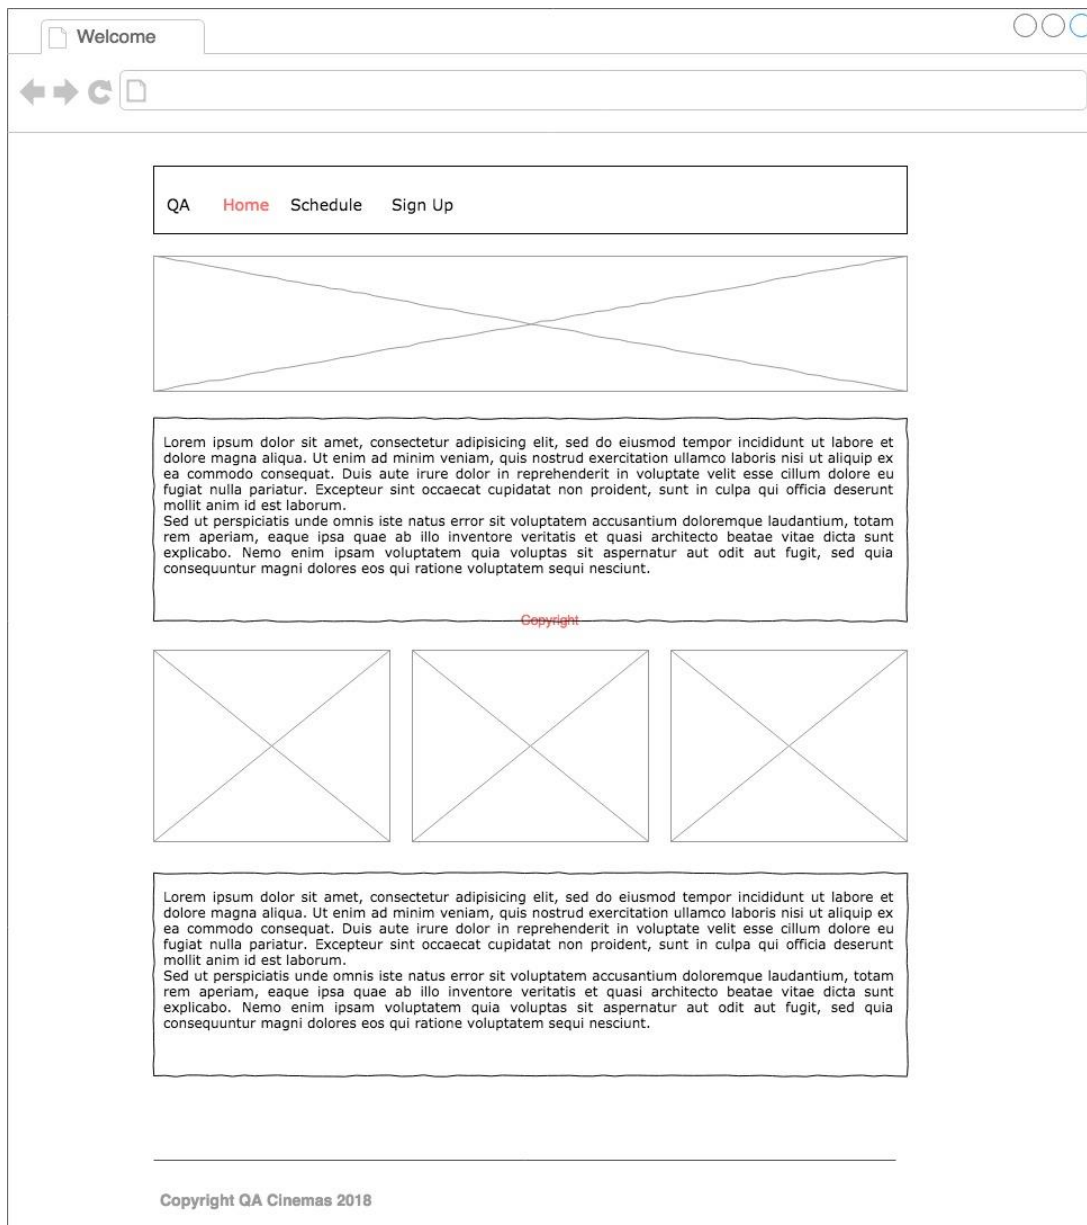 Welcome
QA Home Schedule Sign Up
Lorem ipsum dolor sit amet, consectetur adipisicing elit, sed do eiusmod tempor incididunt ut labore et
dolore magna aliqua. Ut enim ad minim veniam, quis nostrud exercitation ullamco laboris nisi ut aliquip ex
ea commodo consequat. Duis aute irure dolor in reprehenderit in voluptate velit esse cillum dolore eu
fugiat nulla pariatur. Excepteur sint occaecat cupidatat non proident, sunt in culpa qui officia deserunt
mollit anim id est laborum.
Sed ut perspiciatis unde omnis iste natus error sit voluptatem accusantium doloremque laudantium, totam
rem aperiam, eaque ipsa quae ab illo inventore veritatis et quasi architecto beatae vitae dicta sunt
explicabo. Nemo enim ipsam voluptatem quia voluptas sit aspernatur aut odit aut fugit, sed quia
consequuntur magni dolores eos qui ratione voluptatem sequi nesciunt.
Copyright
Lorem ipsum dolor sit amet, consectetur adipisicing elit, sed do eiusmod tempor incididunt ut labore et
dolore magna aliqua. Ut enim ad minim veniam, quis nostrud exercitation ullamco laboris nisi ut aliquip ex
ea commodo consequat. Duis aute irure dolor in reprehenderit in voluptate velit esse cillum dolore eu
fugiat nulla pariatur. Excepteur sint occaecat cupidatat non proident, sunt in culpa qui officia deserunt
mollit anim id est laborum.
Sed ut perspiciatis unde omnis iste natus error sit voluptatem accusantium doloremque laudantium, totam
rem aperiam, eaque ipsa quae ab illo inventore veritatis et quasi architecto beatae vitae dicta sunt
explicabo. Nemo enim ipsam voluptatem quia voluptas sit aspernatur aut odit aut fugit, sed quia
consequuntur magni dolores eos qui ratione voluptatem sequi nesciunt.
Copyright QA Cinemas 2018